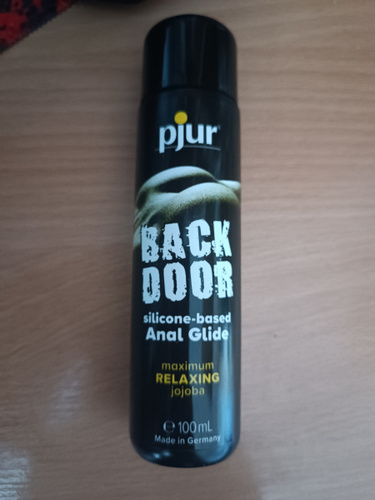 pjur
BACK
DOOR
silicone-based
Anal Glide
maximum
RELAXING
jojoba
℮ 100mL
Made in Germany